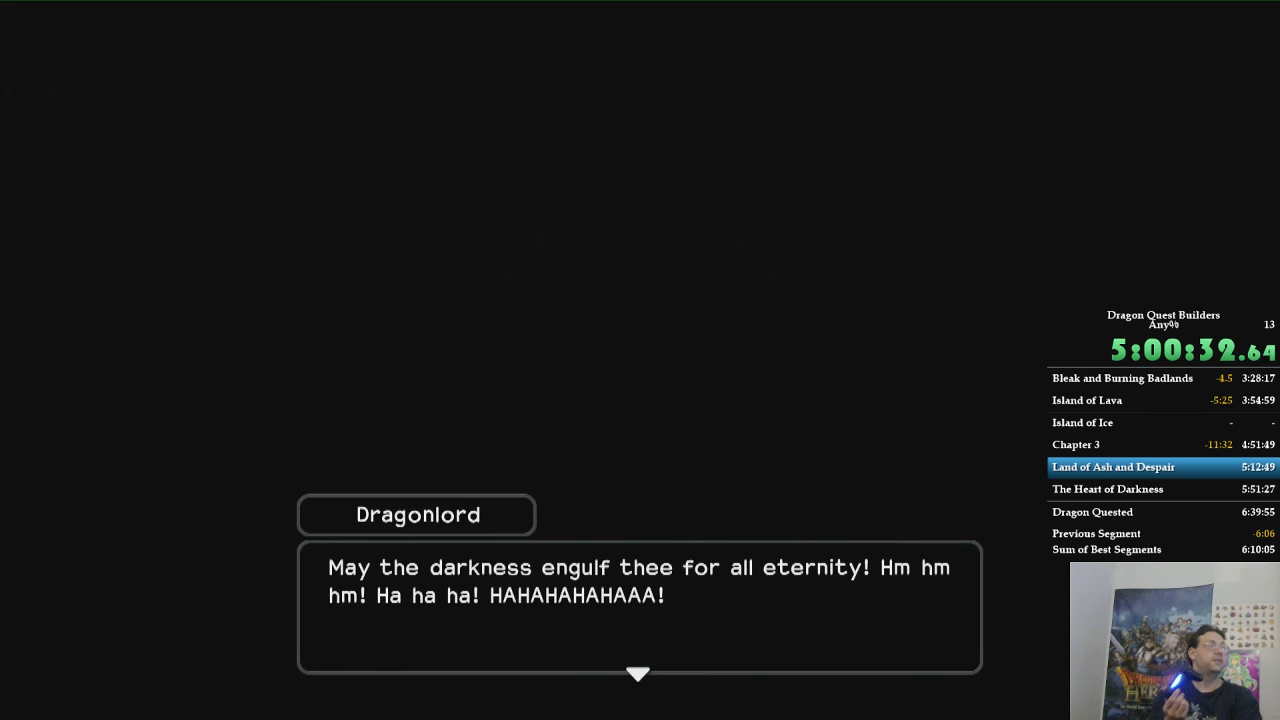 Dragon Quest Builders
Any% 13
5:00:32.64
Bleak and Burning Badlands -4.5 3:28:17
Island of Lava -5:25 3:54:59
Island of Ice - -
Chapter 3 -11:32 4:51:49
Land of Ash and Despair 5:12:49
The Heart of Darkness 5:51:27
Dragon Quested 6:39:55
Previous Segment -6:06
Sum of Best Segments 6:10:05
Dragonlord
May the darkness engulf thee for all eternity! Hm hm
hm! Ha ha ha! HAHAHAHAHAAA!